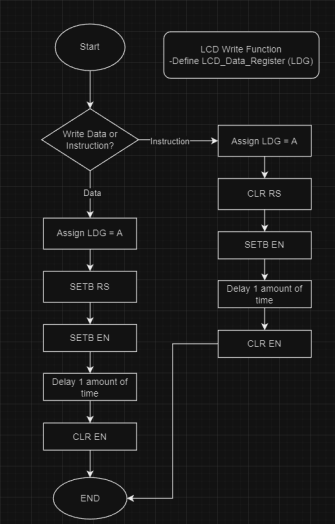 Start
LCD Write Function
-Define LCD_Data_Register (LDG)
Write Data or
Instruction?
Instruction
Data
Assign LDG = A
CLR RS
SETB EN
Delay 1 amount of
time
CLR EN
Assign LDG = A
SETB RS
SETB EN
Delay 1 amount of
time
CLR EN
END